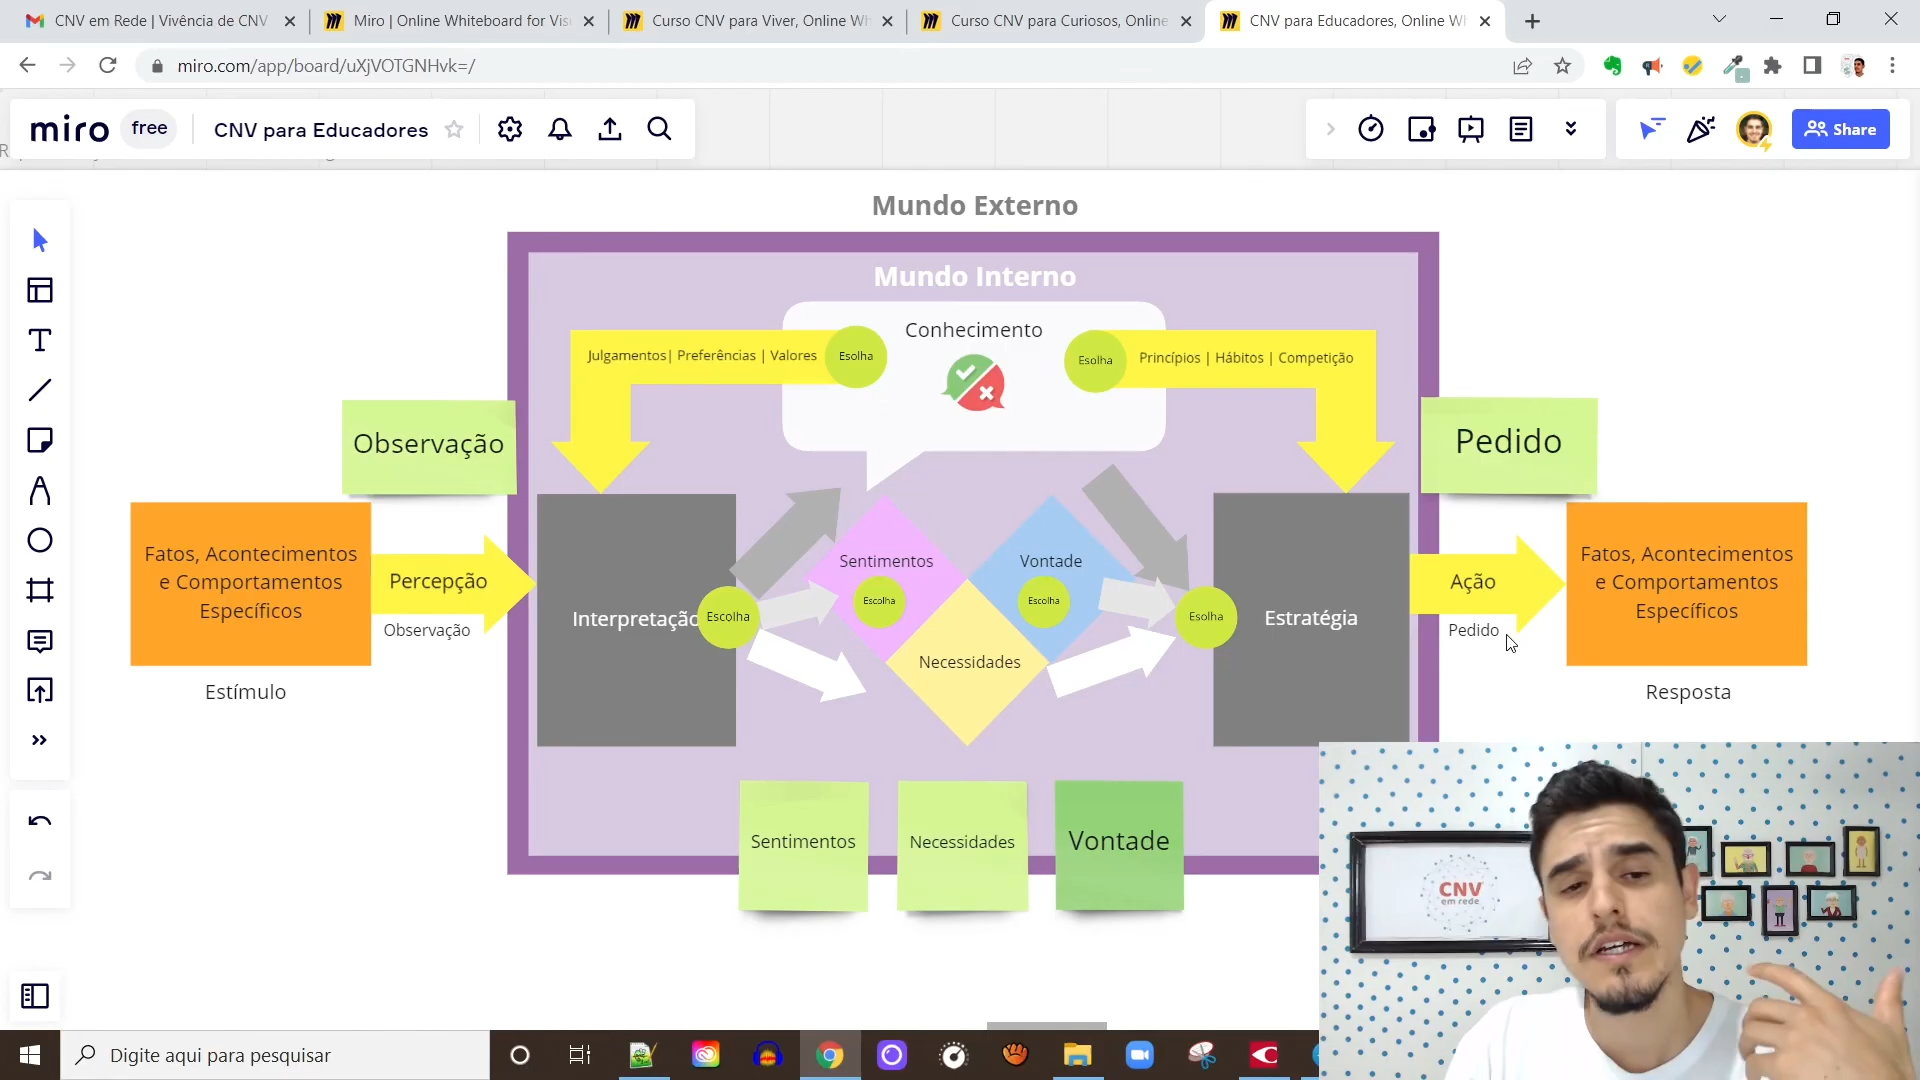 CNV em Rede | Vivência de CNV
Miro | Online Whiteboard for Vis
Curso CNV para Viver, Online Wh
Curso CNV para Curiosos, Online
CNV para Educadores, Online Wh
miro.com/app/board/uXjVOTGNHvk=/
miro
free
CNV para Educadores
Share
Mundo Externo
Mundo Interno
Conhecimento
Julgamentos| Preferências | Valores
Esolha
Esolha
Princípios | Hábitos | Competição
Observação
Pedido
Fatos, Acontecimentos
e Comportamentos
Específicos
Percepção
Observação
Estímulo
Interpretação
Escolha
Sentimentos
Escolha
Vontade
Escolha
Necessidades
Esolha
Estratégia
Ação
Pedido
Fatos, Acontecimentos
e Comportamentos
Específicos
Resposta
Sentimentos
Necessidades
Vontade
CNV
em rede
Digite aqui para pesquisar